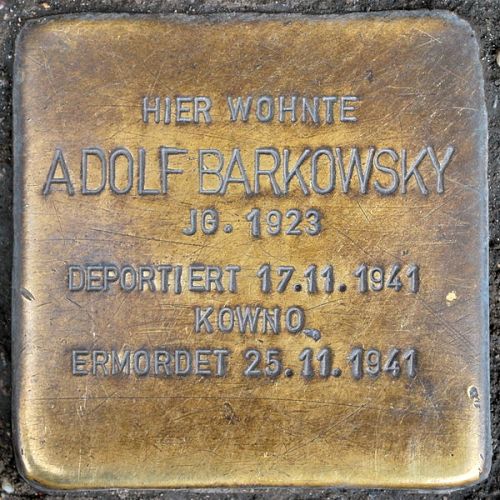 HIER WOHNTE
ADOLF BARKOWSKY
JG. 1923
DEPORTIERT 17.11.1941
KOWNO
ERMORDET 25.11.1941